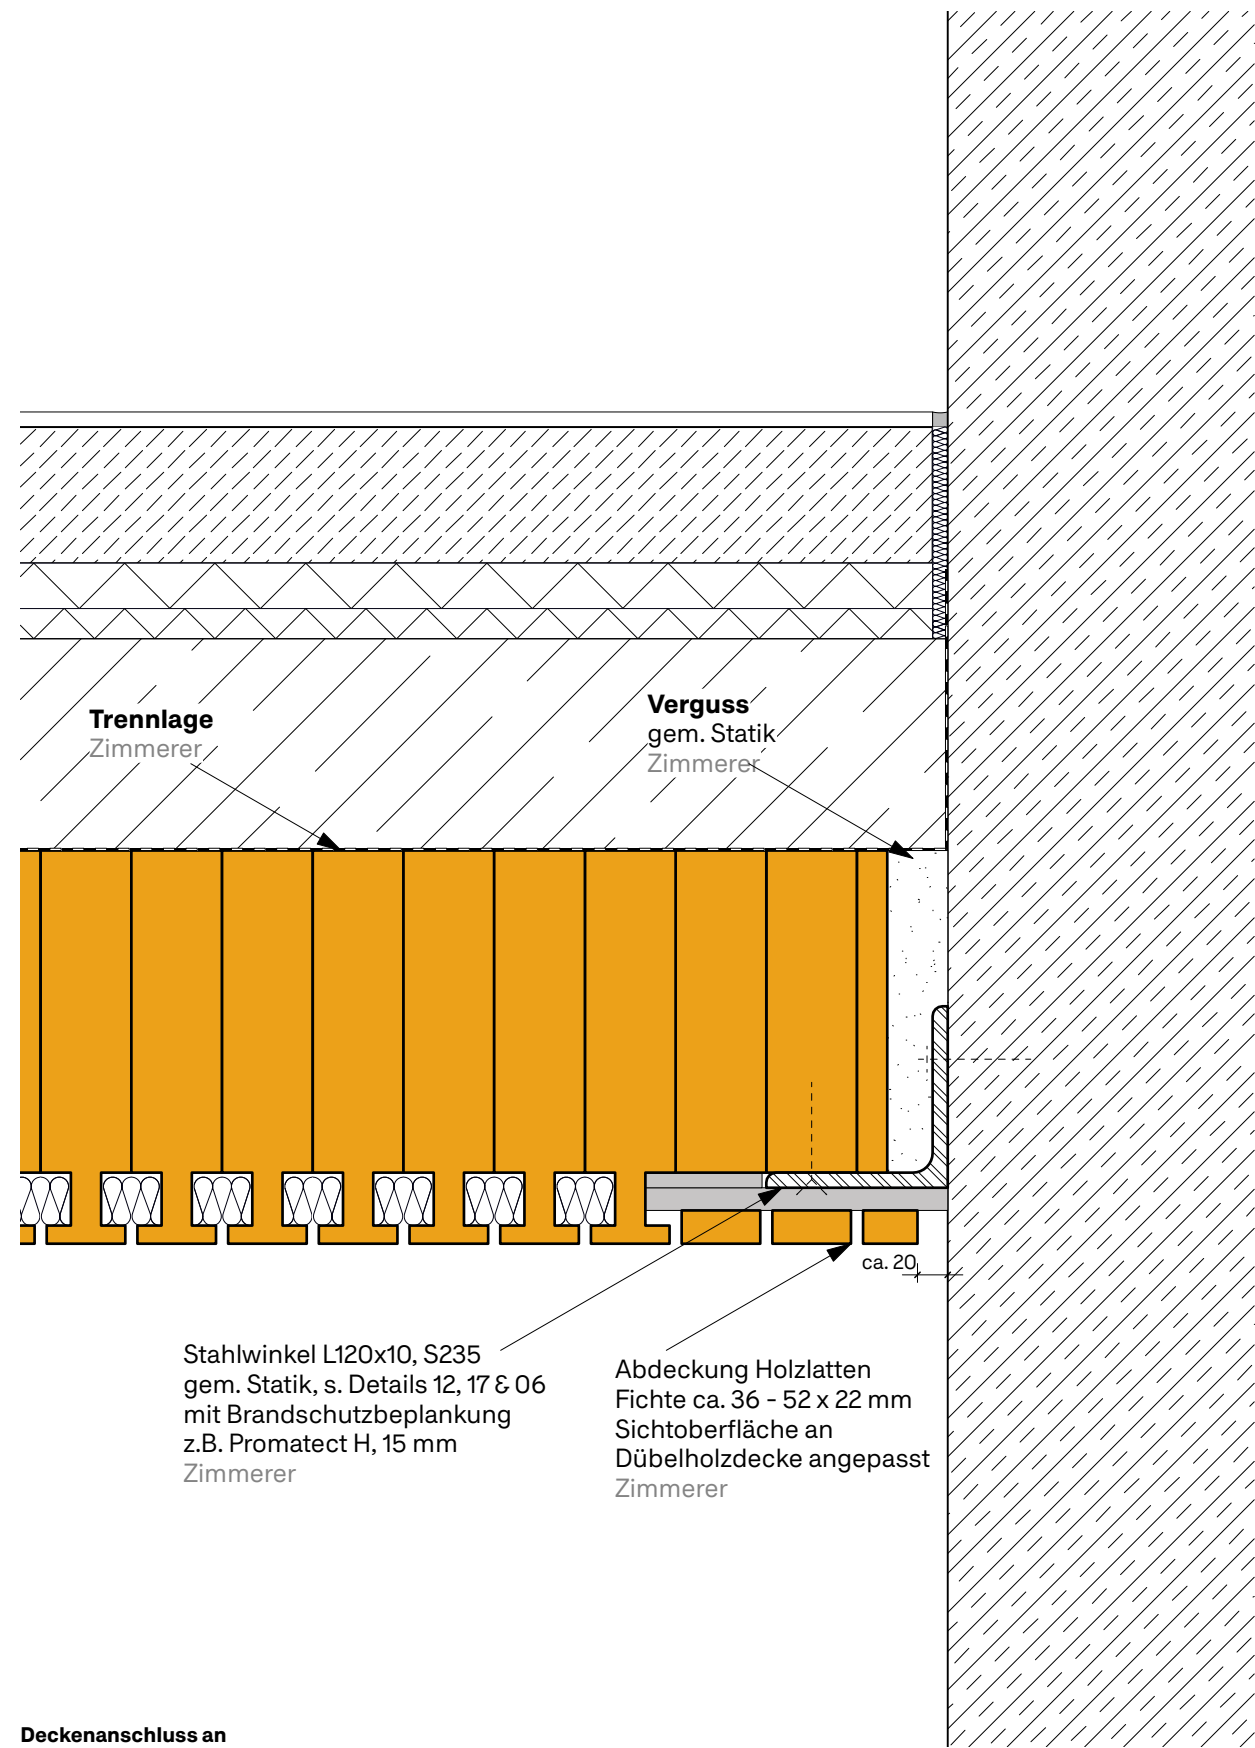 Trennlage
Zimmerer
Verguss
gem. Statik
Zimmerer
ca. 20
Stahlwinkel L120x10, S235
gem. Statik, s. Details 12, 17 & 06
mit Brandschutzbeplankung
z.B. Promatect H, 15 mm
Zimmerer
Abdeckung Holzlatten
Fichte ca. 36 - 52 x 22 mm
Sichtoberfläche an
Dübelholzdecke angepasst
Zimmerer
Deckenanschluss an